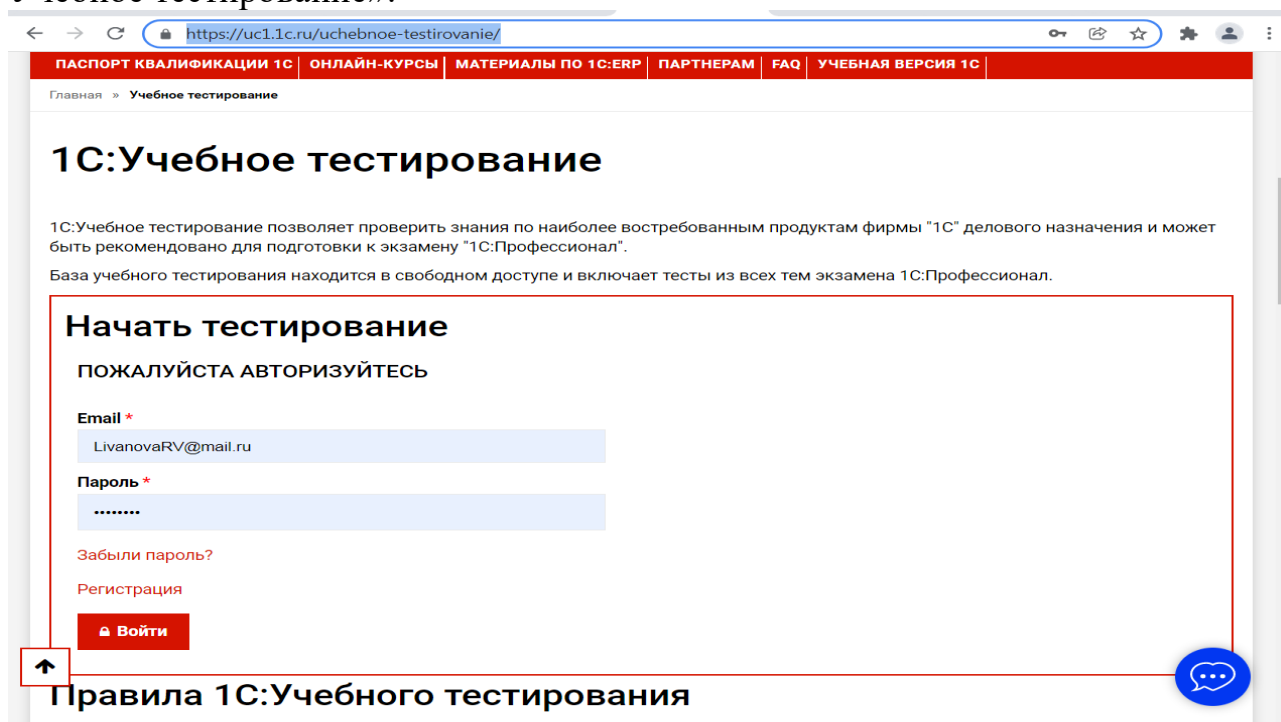 «Учебное тестирование».
https://uc1.1c.ru/uchebnoe-testirovanie/
ПАСПОРТ КВАЛИФИКАЦИИ 1С ОНЛАЙН-КУРСЫ МАТЕРИАЛЫ ПО 1С:ERP ПАРТНЕРАМ FAQ УЧЕБНАЯ ВЕРСИЯ 1С
Главная » Учебное тестирование
1С:Учебное тестирование
1С:Учебное тестирование позволяет проверить знания по наиболее востребованным продуктам фирмы "1С" делового назначения и может
быть рекомендовано для подготовки к экзамену "1С:Профессионал".
База учебного тестирования находится в свободном доступе и включает тесты из всех тем экзамена 1С:Профессионал.
Начать тестирование
ПОЖАЛУЙСТА АВТОРИЗУЙТЕСЬ
Email *
LivanovaRV@mail.ru
Пароль *
••••••••
Забыли пароль?
Регистрация
Войти
Правила 1С:Учебного тестирования